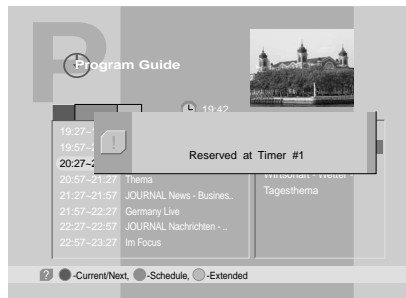 Program Guide
19:42
19:27~
19:57~
20:27~
Reserved at Timer #1
20:57~21:27 Thema
21:27~21:57 JOURNAL News - Busines..
21:57~22:27 Germany Live
22:27~22:57 JOURNAL Nachrichten - ..
22:57~23:27 Im Focus
Wirtschaft - Wetter -
Tagesthema
? -Current/Next, -Schedule, -Extended